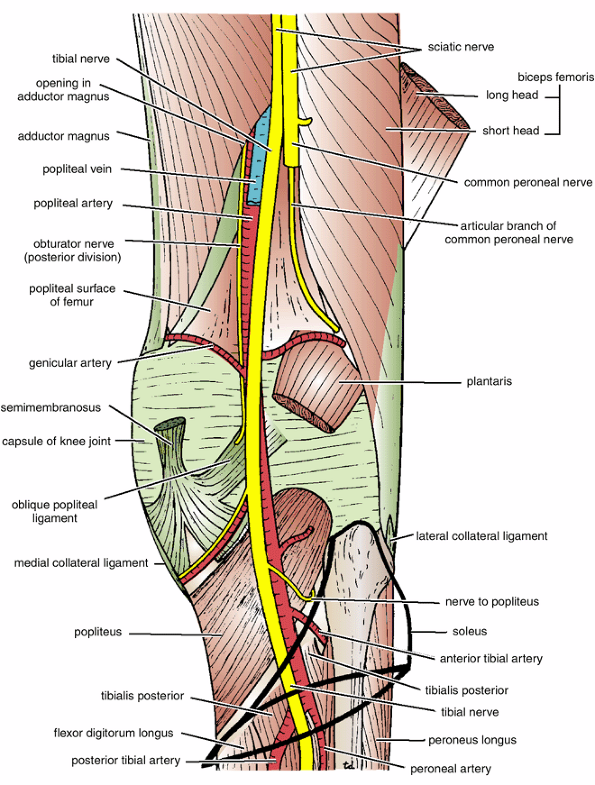 sciatic nerve
tibial nerve
opening in
adductor magnus
biceps femoris
long head
adductor magnus
short head
popliteal vein
common peroneal nerve
popliteal artery
articular branch of
common peroneal nerve
obturator nerve
(posterior division)
popliteal surface
of femur
genicular artery
plantaris
semimembranosus
capsule of knee joint
oblique popliteal
ligament
lateral collateral ligament
medial collateral ligament
nerve to popliteus
popliteus
soleus
anterior tibial artery
tibialis posterior
tibialis posterior
tibial nerve
flexor digitorum longus
peroneus longus
posterior tibial artery
peroneal artery